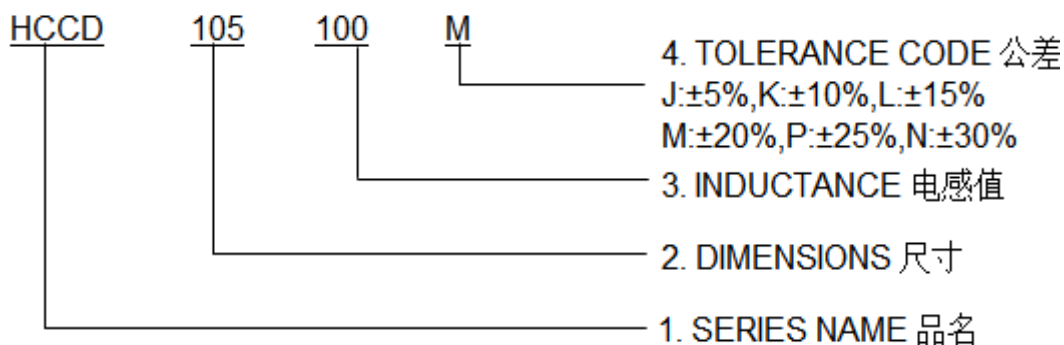 HCCD 105 100 M
4. TOLERANCE CODE 公差
J:±5%,K:±10%,L:±15%
M:±20%,P:±25%,N:±30%
3. INDUCTANCE 电感值
2. DIMENSIONS 尺寸
1. SERIES NAME 品名